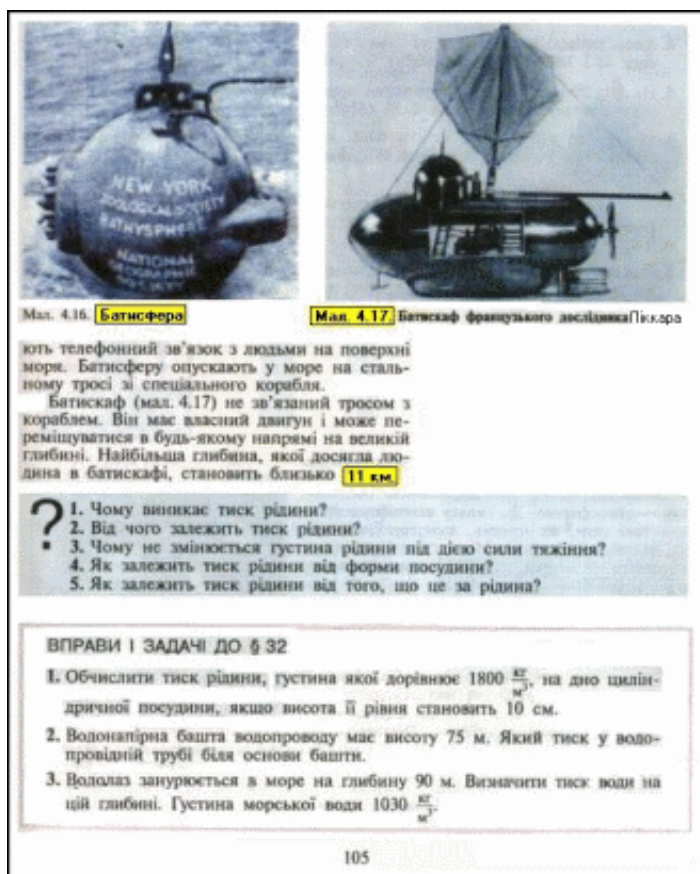 NEW YORK
ZOOLOGICAL SOCIETY
BATHYSPHERE
NATIONAL
GEOGRAPHIC
SOCIETY
Мал. 4.16. Батисфера
Мал. 4.17. Батискаф французького дослідника Піккара
ють телефонний зв'язок з людьми на поверхні
моря. Батисферу опускають у море на сталь-
ному тросі зі спеціального корабля.
Батискаф (мал. 4.17) не зв'язаний тросом з
кораблем. Він має власний двигун і може пе-
реміщуватися в будь-якому напрямі на великій
глибині. Найбільша глибина, якої досягла лю-
дина в батискафі, становить близько 11 км.
?
1. Чому виникає тиск рідини?
2. Від чого залежить тиск рідини?
3. Чому не змінюється густина рідини під дією сили тяжіння?
4. Як залежить тиск рідини від форми посудини?
5. Як залежить тиск рідини від того, що це за рідина?
ВПРАВИ І ЗАДАЧІ ДО § 32
1. Обчислити тиск рідини, густина якої дорівнює 1800 кг/м³, на дно цилін-
дричної посудини, якщо висота її рівня становить 10 см.
2. Водонапірна башта водопроводу має висоту 75 м. Який тиск у водо-
провідній трубі біля основи башти.
3. Водолаз занурюється в море на глибину 90 м. Визначити тиск води на
цій глибині. Густина морської води 1030 кг/м³.
105